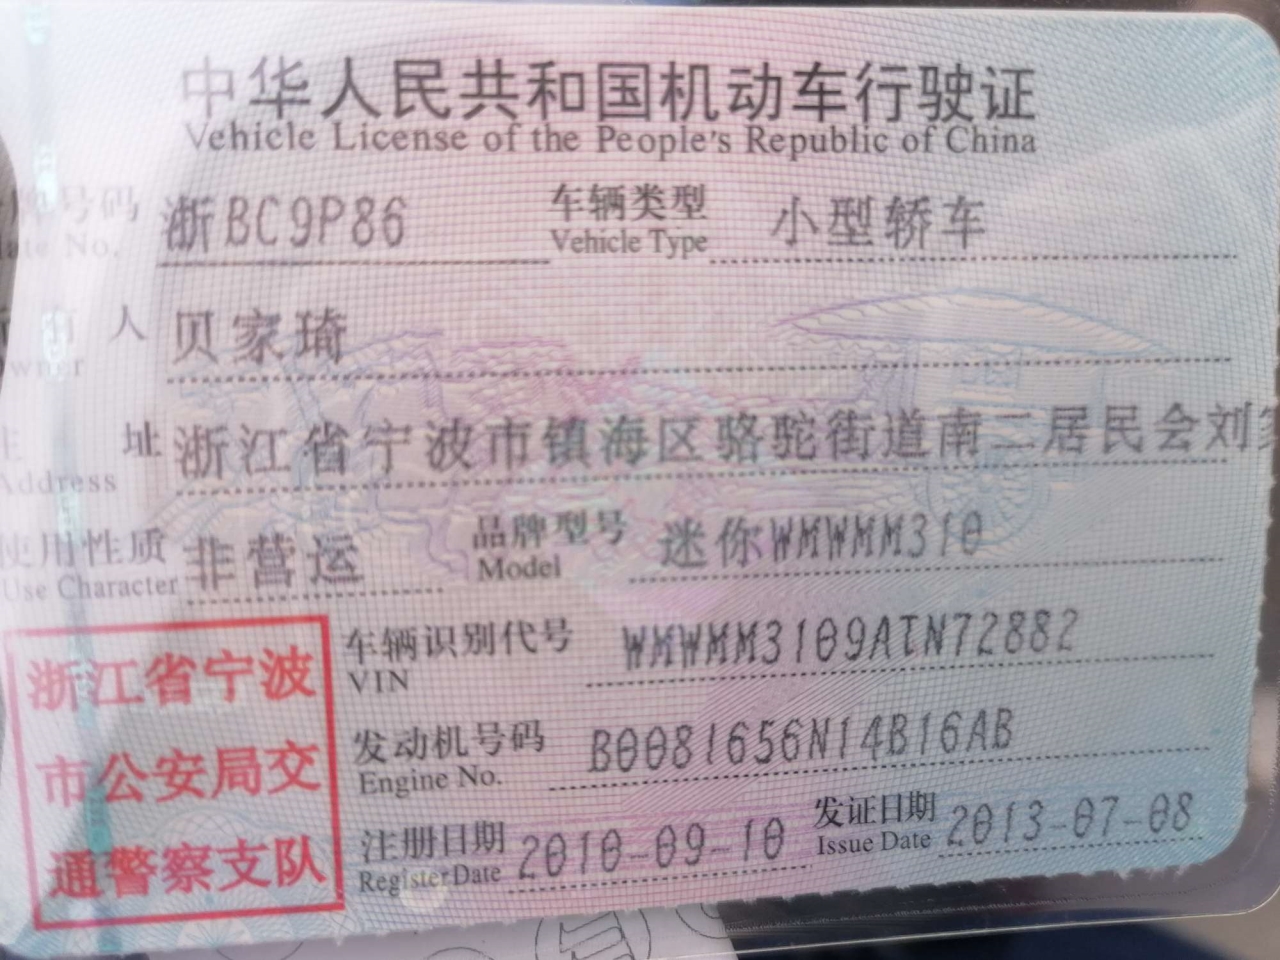 中华人民共和国机动车行驶证
Vehicle License of the People's Republic of China
号码 浙BC9P86 车辆类型 小型轿车
No. Vehicle Type
有人 贝家琦
址 浙江省宁波市镇海区骆驼街道南二居民会刘家
Address
使用性质 非营运 品牌型号 迷你WMWMM310
Use Character Model
车辆识别代号 WMWMM3109ATN72882
VIN
发动机号码 B0081656N14B16AB
Engine No.
注册日期 2010-09-10 发证日期 2013-07-08
Register Date Issue Date
浙江省宁波
市公安局交
通警察支队